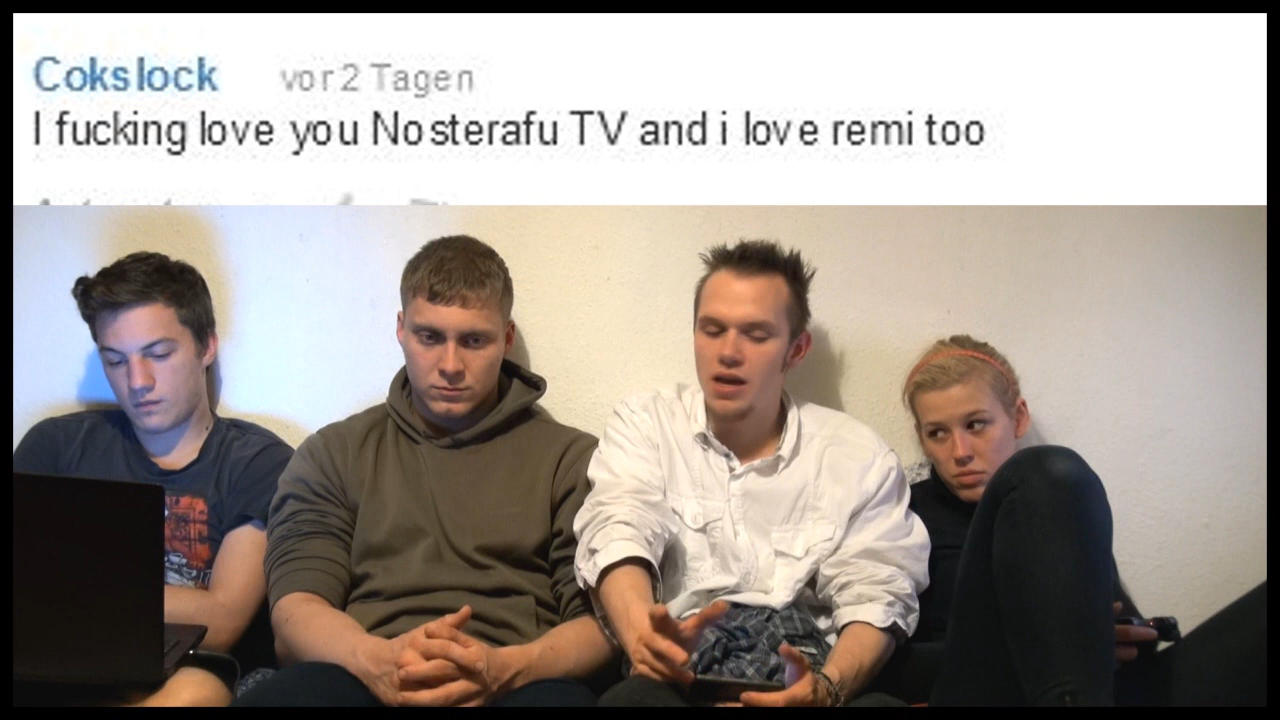 Cokslock vor 2 Tagen
I fucking love you Nosterafu TV and i love remi too